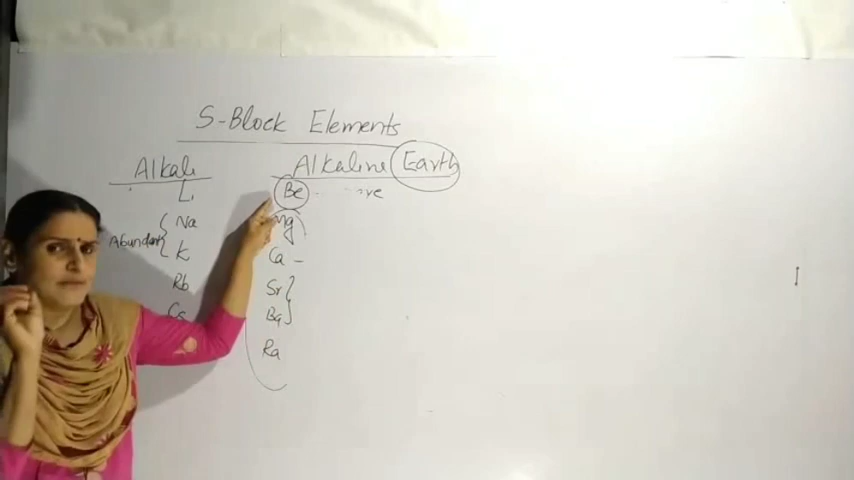 S-Block Elements
Alkali
Alkaline Earth
Li
Be
Na
Mg
Abundant
K
Ca -
Rb
Sr
Cs
Ba
Ra